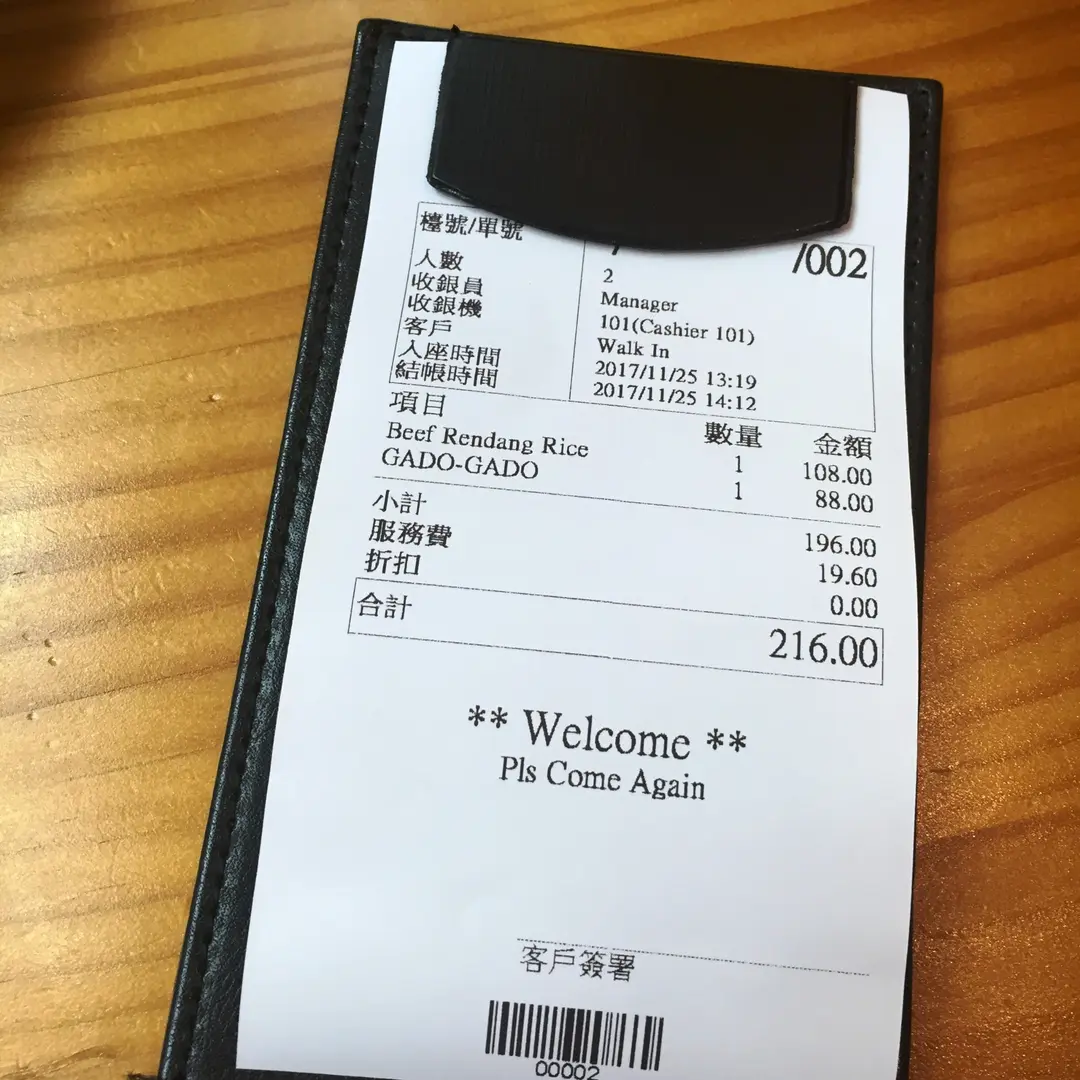 檯號/單號 /002
人數 2
收銀員 Manager
收銀機 101(Cashier 101)
客戶 Walk In
入座時間 2017/11/25 13:19
結帳時間 2017/11/25 14:12
項目 數量 金額
Beef Rendang Rice 1 108.00
GADO-GADO 1 88.00
小計 196.00
服務費 19.60
折扣 0.00
合計 216.00
** Welcome **
Pls Come Again
客戶簽署
00002